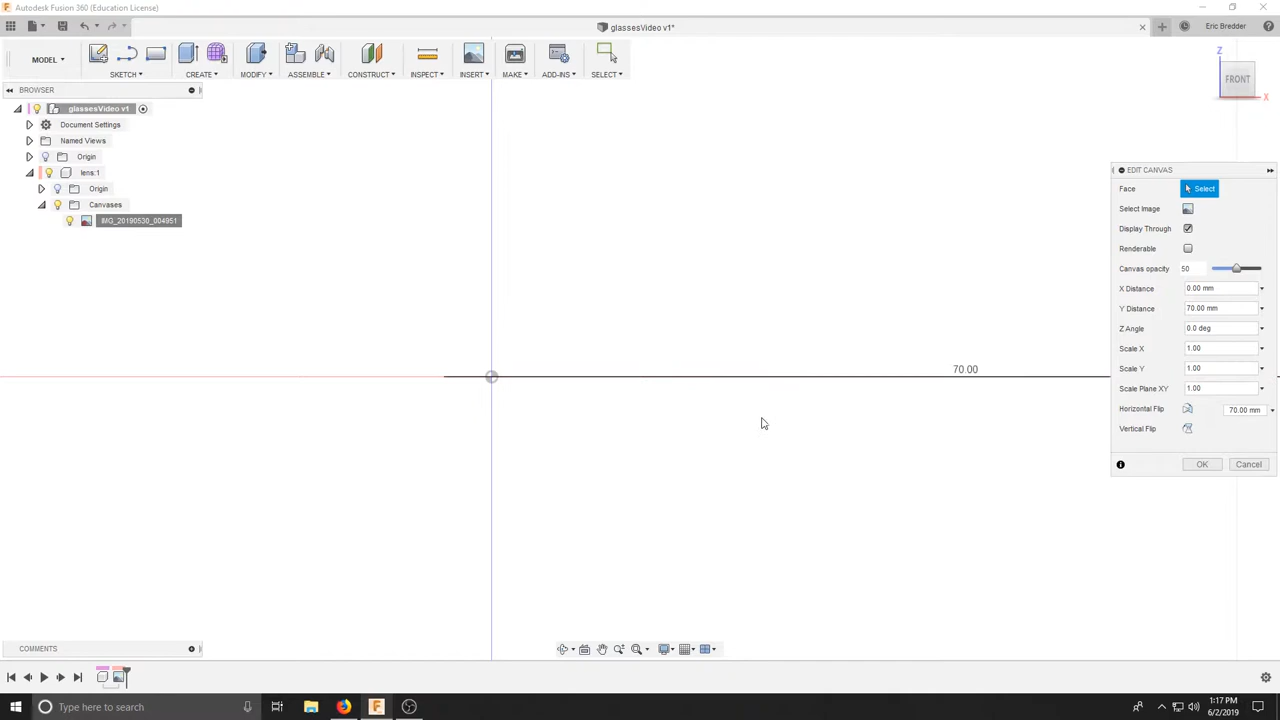 Autodesk Fusion 360 (Education License)
glassesVideo v1*
Eric Bredder
MODEL
SKETCH
CREATE
MODIFY
ASSEMBLE
CONSTRUCT
INSPECT
INSERT
MAKE
ADD-INS
SELECT
Z
FRONT
X
BROWSER
glassesVideo v1
Document Settings
Named Views
Origin
lens:1
Origin
Canvases
IMG_20190530_004951
EDIT CANVAS
Face Select
Select Image
Display Through
Renderable
Canvas opacity 50
X Distance 0.00 mm
Y Distance 70.00 mm
Z Angle 0.0 deg
Scale X 1.00
Scale Y 1.00
Scale Plane XY 1.00
Horizontal Flip 70.00 mm
Vertical Flip
OK Cancel
70.00
COMMENTS
Type here to search
1:17 PM
6/2/2019